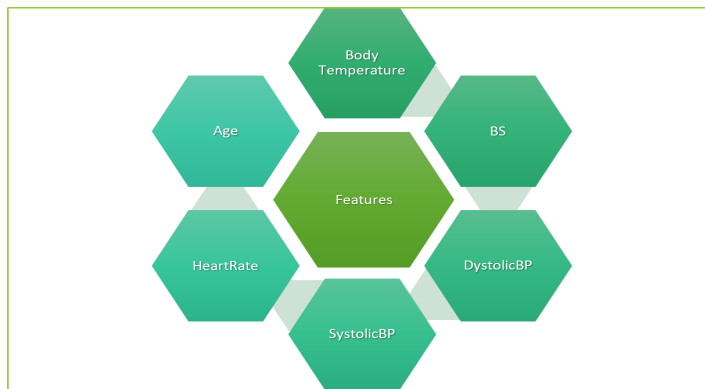 Body
Temperature
Age
BS
Features
HeartRate
DystolicBP
SystolicBP